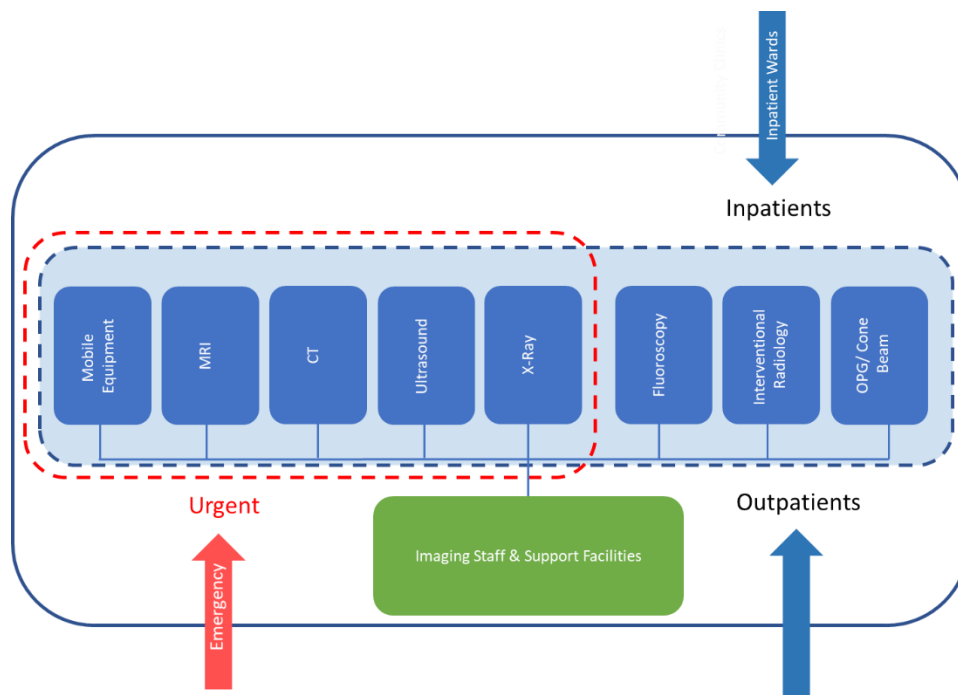 Inpatient Wards
Inpatients
Mobile
Equipment
MRI
CT
Ultrasound
X-Ray
Fluoroscopy
Interventional
Radiology
OPG/ Cone
Beam
Urgent
Outpatients
Imaging Staff & Support Facilities
Emergency